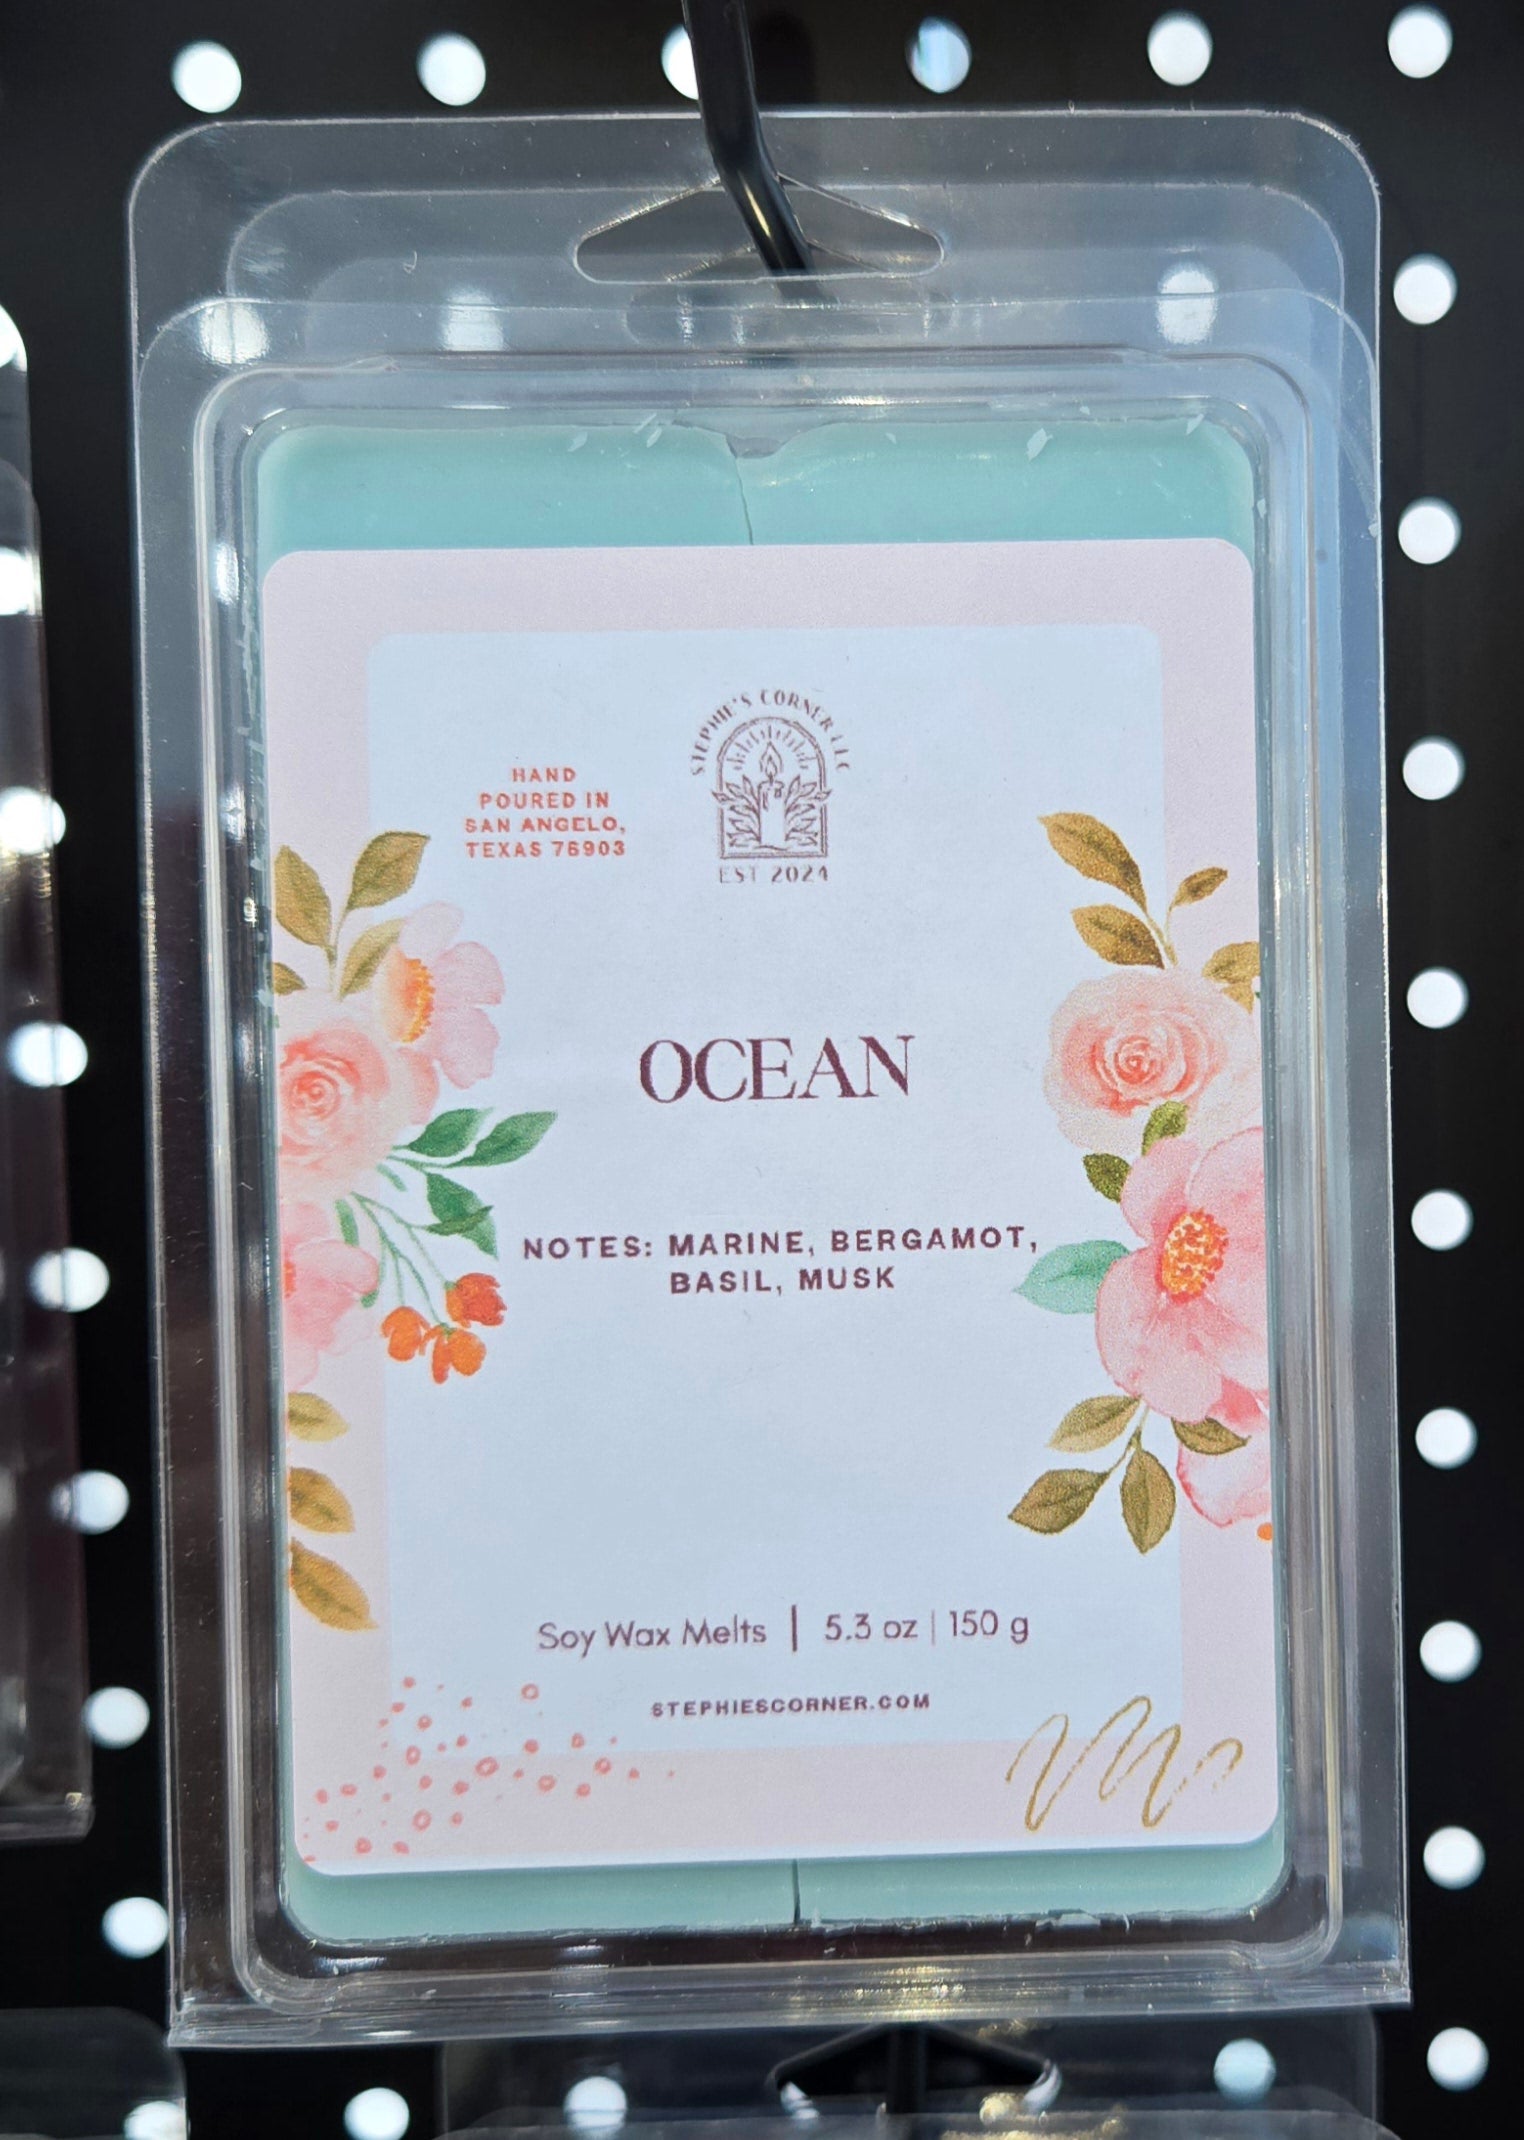 STEPHIE'S CORNER LLC
EST 2024
HAND
POURED IN
SAN ANGELO,
TEXAS 76903
OCEAN
NOTES: MARINE, BERGAMOT,
BASIL, MUSK
Soy Wax Melts | 5.3 oz | 150 g
STEPHIESCORNER.COM